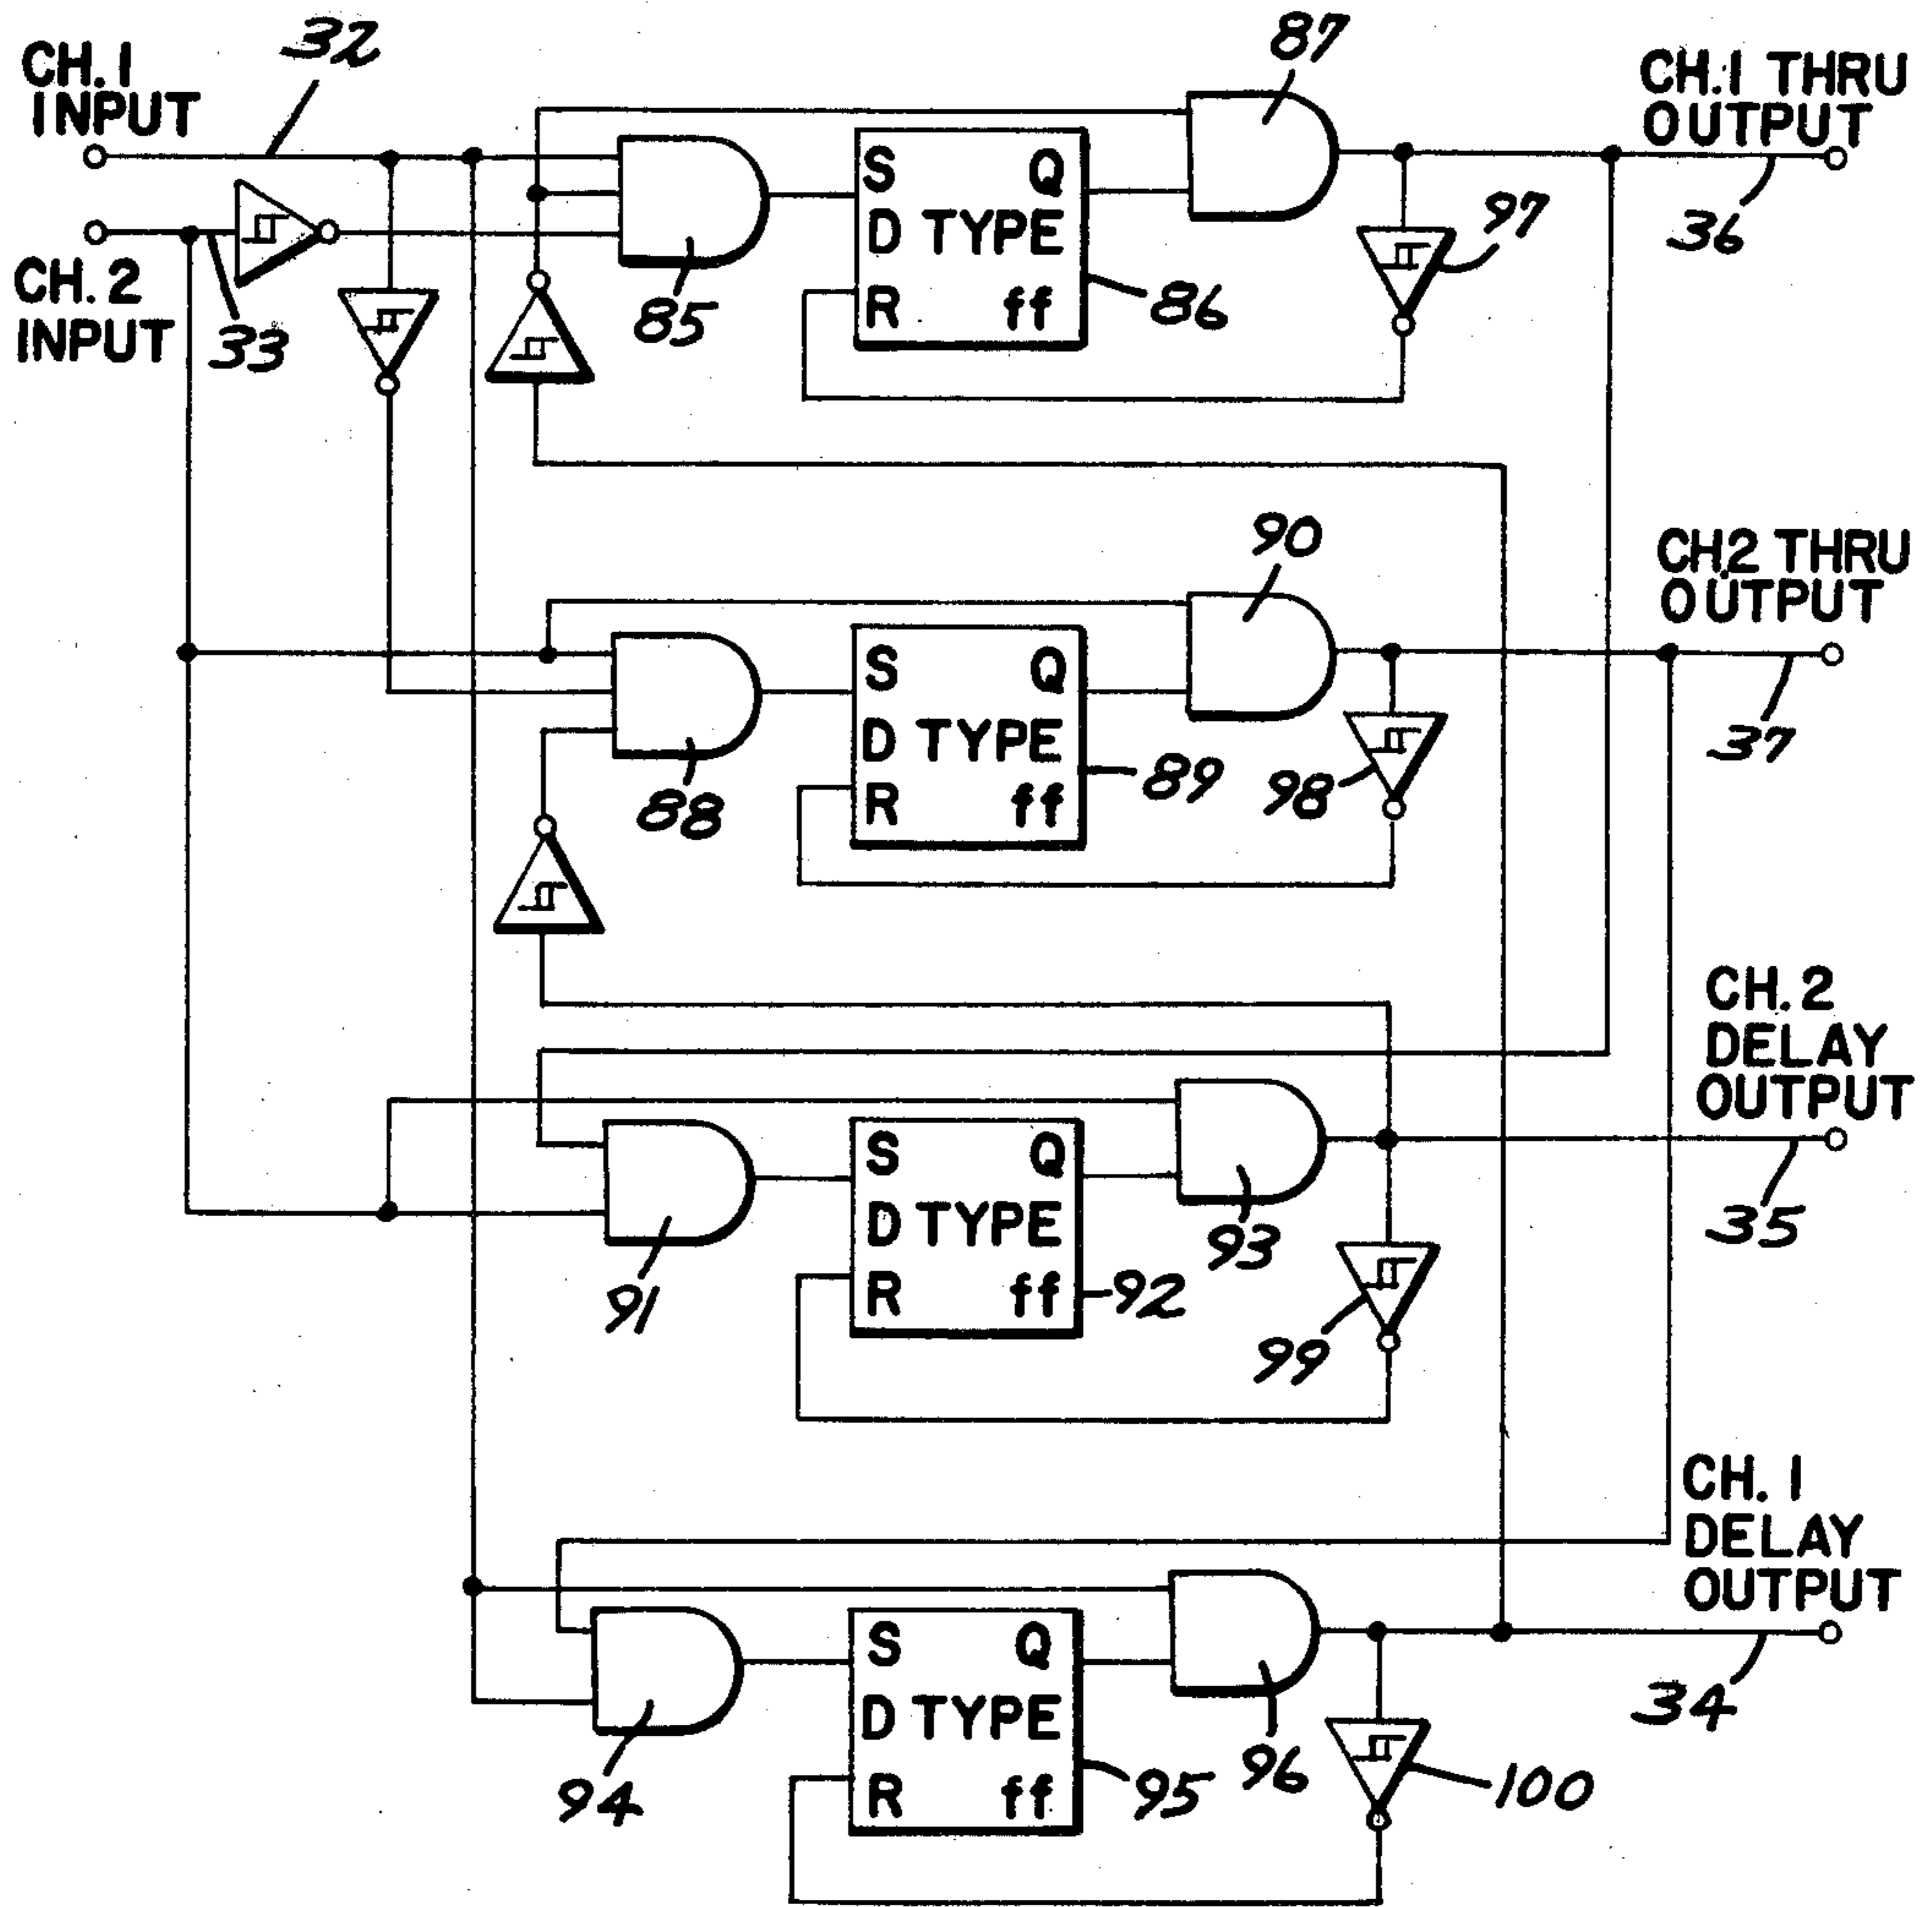 32
87
CH. 1
INPUT
CH.1 THRU
OUTPUT
S
Q
D TYPE
R
ff
97
36
CH. 2
INPUT
33
85
86
90
CH.2 THRU
OUTPUT
S
Q
D TYPE
R
ff
88
89
98
37
CH. 2
DELAY
OUTPUT
S
Q
D TYPE
R
ff
91
92
93
99
35
CH. 1
DELAY
OUTPUT
S
Q
D TYPE
R
ff
94
95
96
100
34